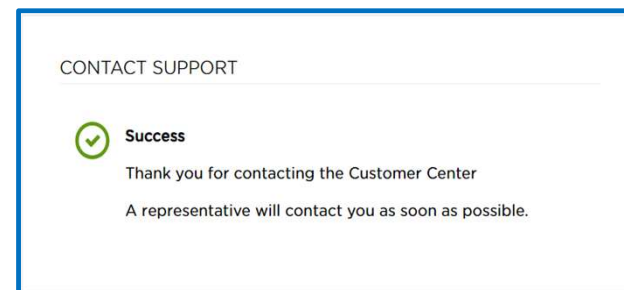 CONTACT SUPPORT
Success
Thank you for contacting the Customer Center
A representative will contact you as soon as possible.